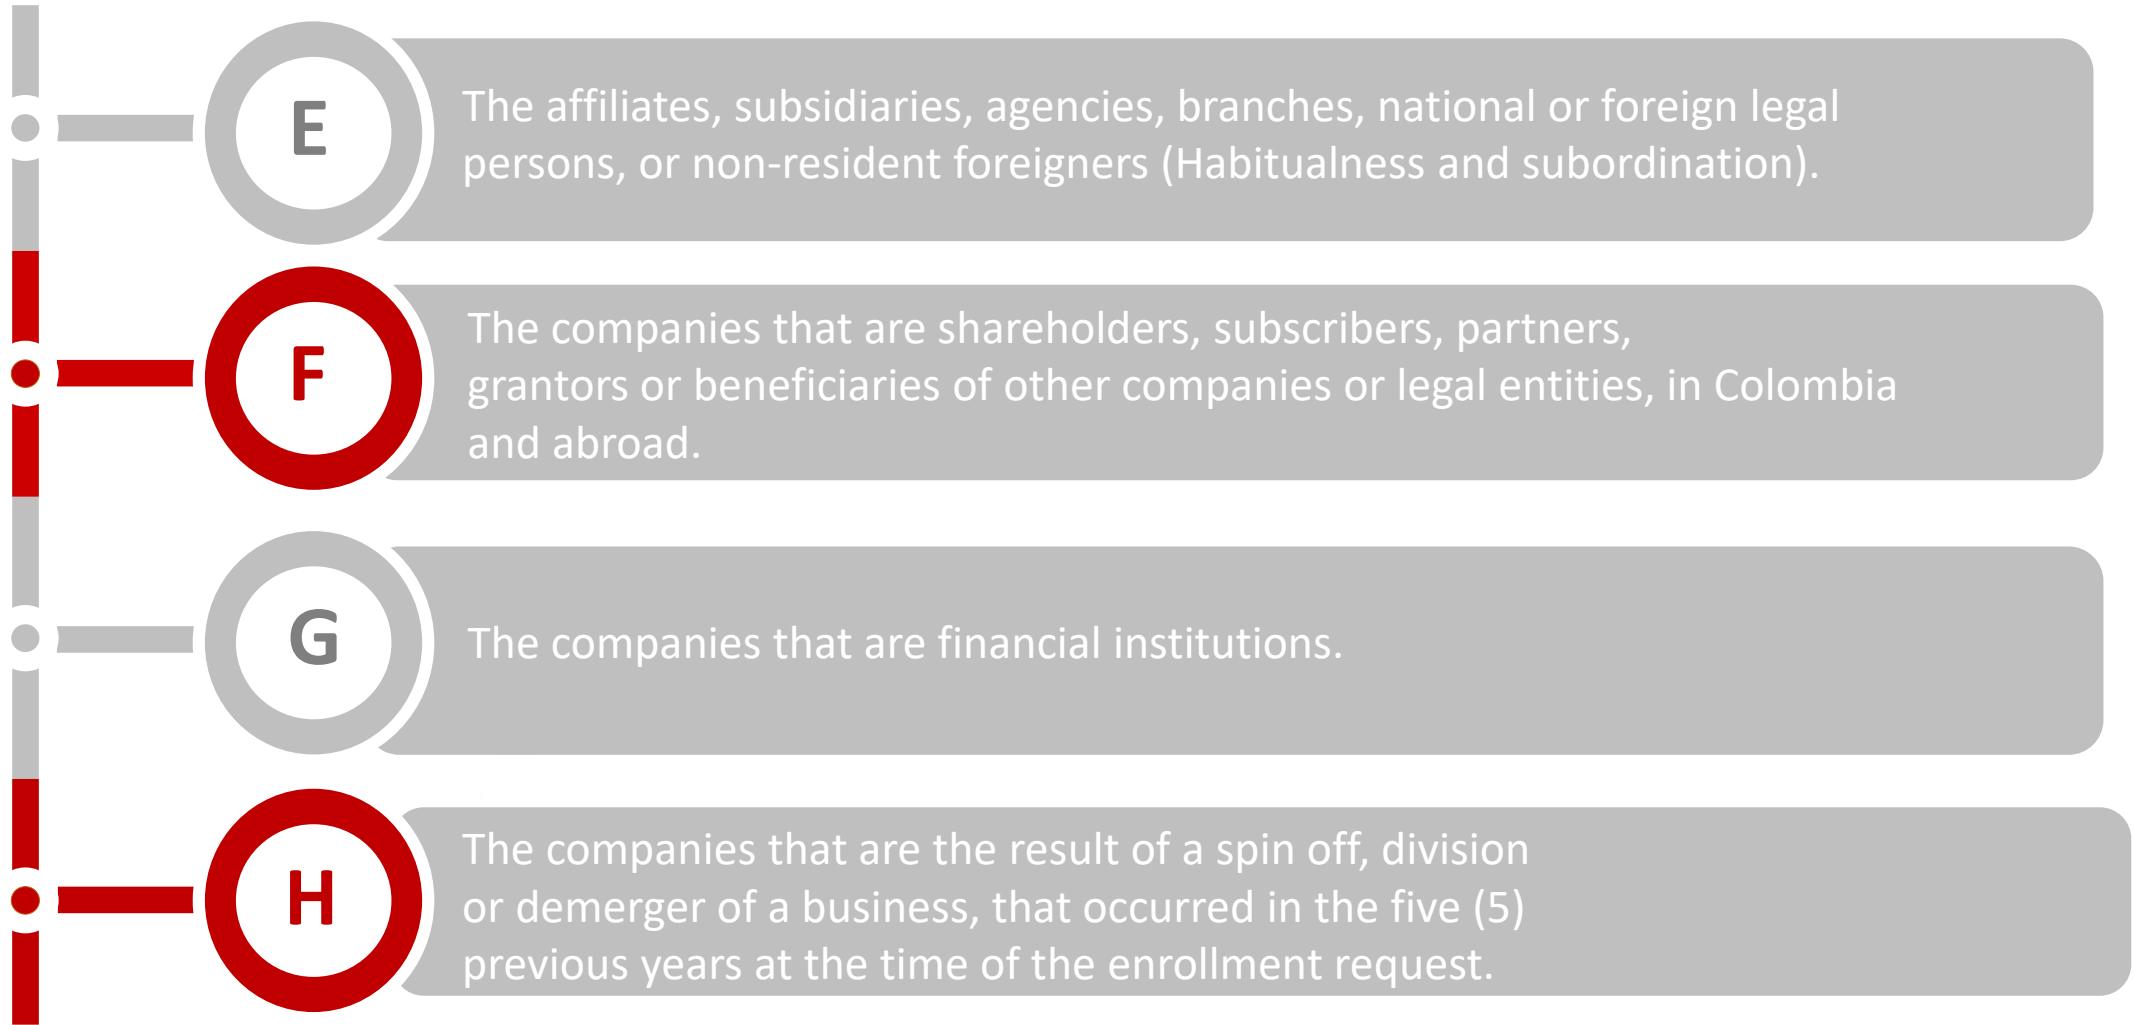 E
The affiliates, subsidiaries, agencies, branches, national or foreign legal
persons, or non-resident foreigners (Habitualness and subordination).
F
The companies that are shareholders, subscribers, partners,
grantors or beneficiaries of other companies or legal entities, in Colombia
and abroad.
G
The companies that are financial institutions.
H
The companies that are the result of a spin off, division
or demerger of a business, that occurred in the five (5)
previous years at the time of the enrollment request.